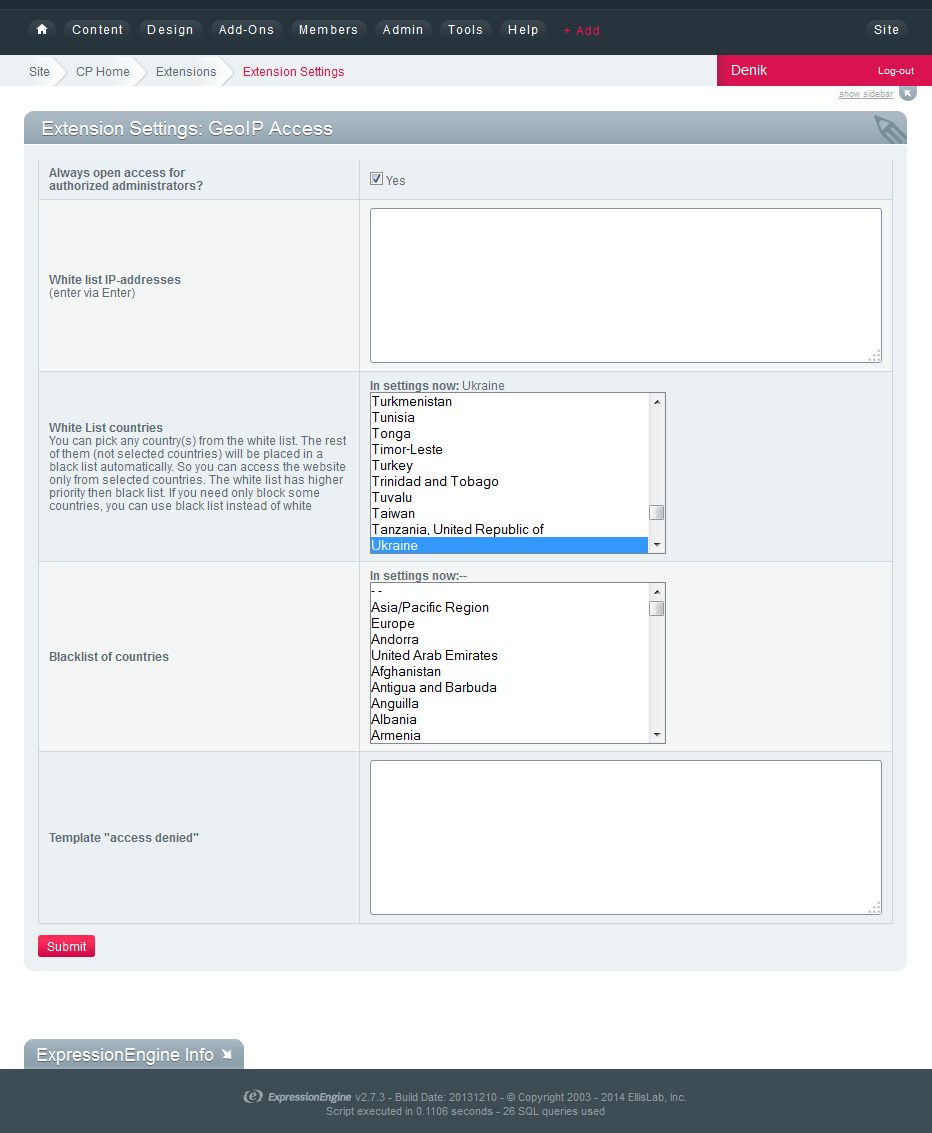 Content Design Add-Ons Members Admin Tools Help + Add Site
Site CP Home Extensions Extension Settings
Denik Log-out
show sidebar
Extension Settings: GeoIP Access
Always open access for
authorized administrators?
Yes
White list IP-addresses
(enter via Enter)
White List countries
You can pick any country(s) from the white list. The rest
of them (not selected countries) will be placed in a
black list automatically. So you can access the website
only from selected countries. The white list has higher
priority then black list. If you need only block some
countries, you can use black list instead of white
In settings now: Ukraine
Turkmenistan
Tunisia
Tonga
Timor-Leste
Turkey
Trinidad and Tobago
Tuvalu
Taiwan
Tanzania, United Republic of
Ukraine
Blacklist of countries
In settings now:--
--
Asia/Pacific Region
Europe
Andorra
United Arab Emirates
Afghanistan
Antigua and Barbuda
Anguilla
Albania
Armenia
Template "access denied"
Submit
ExpressionEngine Info
ExpressionEngine v2.7.3 - Build Date: 20131210 - © Copyright 2003 - 2014 EllisLab, Inc.
Script executed in 0.1106 seconds - 26 SQL queries used